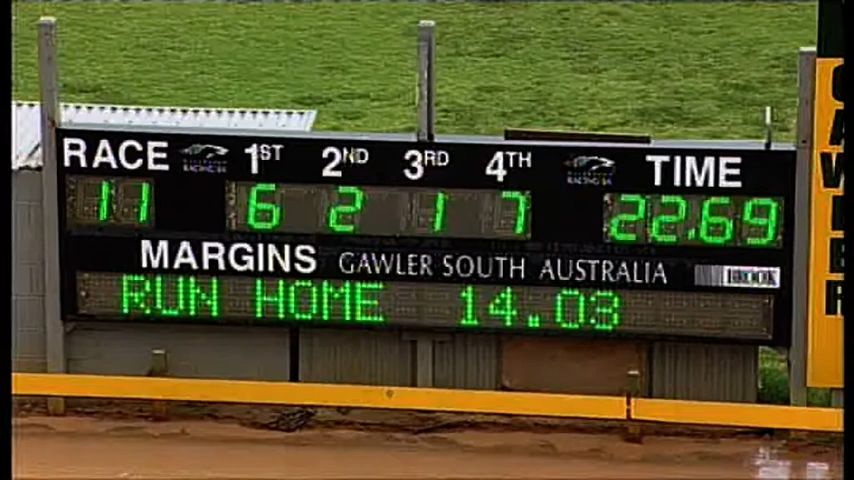 RACE 1ST 2ND 3RD 4TH TIME
11 6 2 1 7 22.69
MARGINS GAWLER SOUTH AUSTRALIA
RUN HOME 14.03
GAWLER